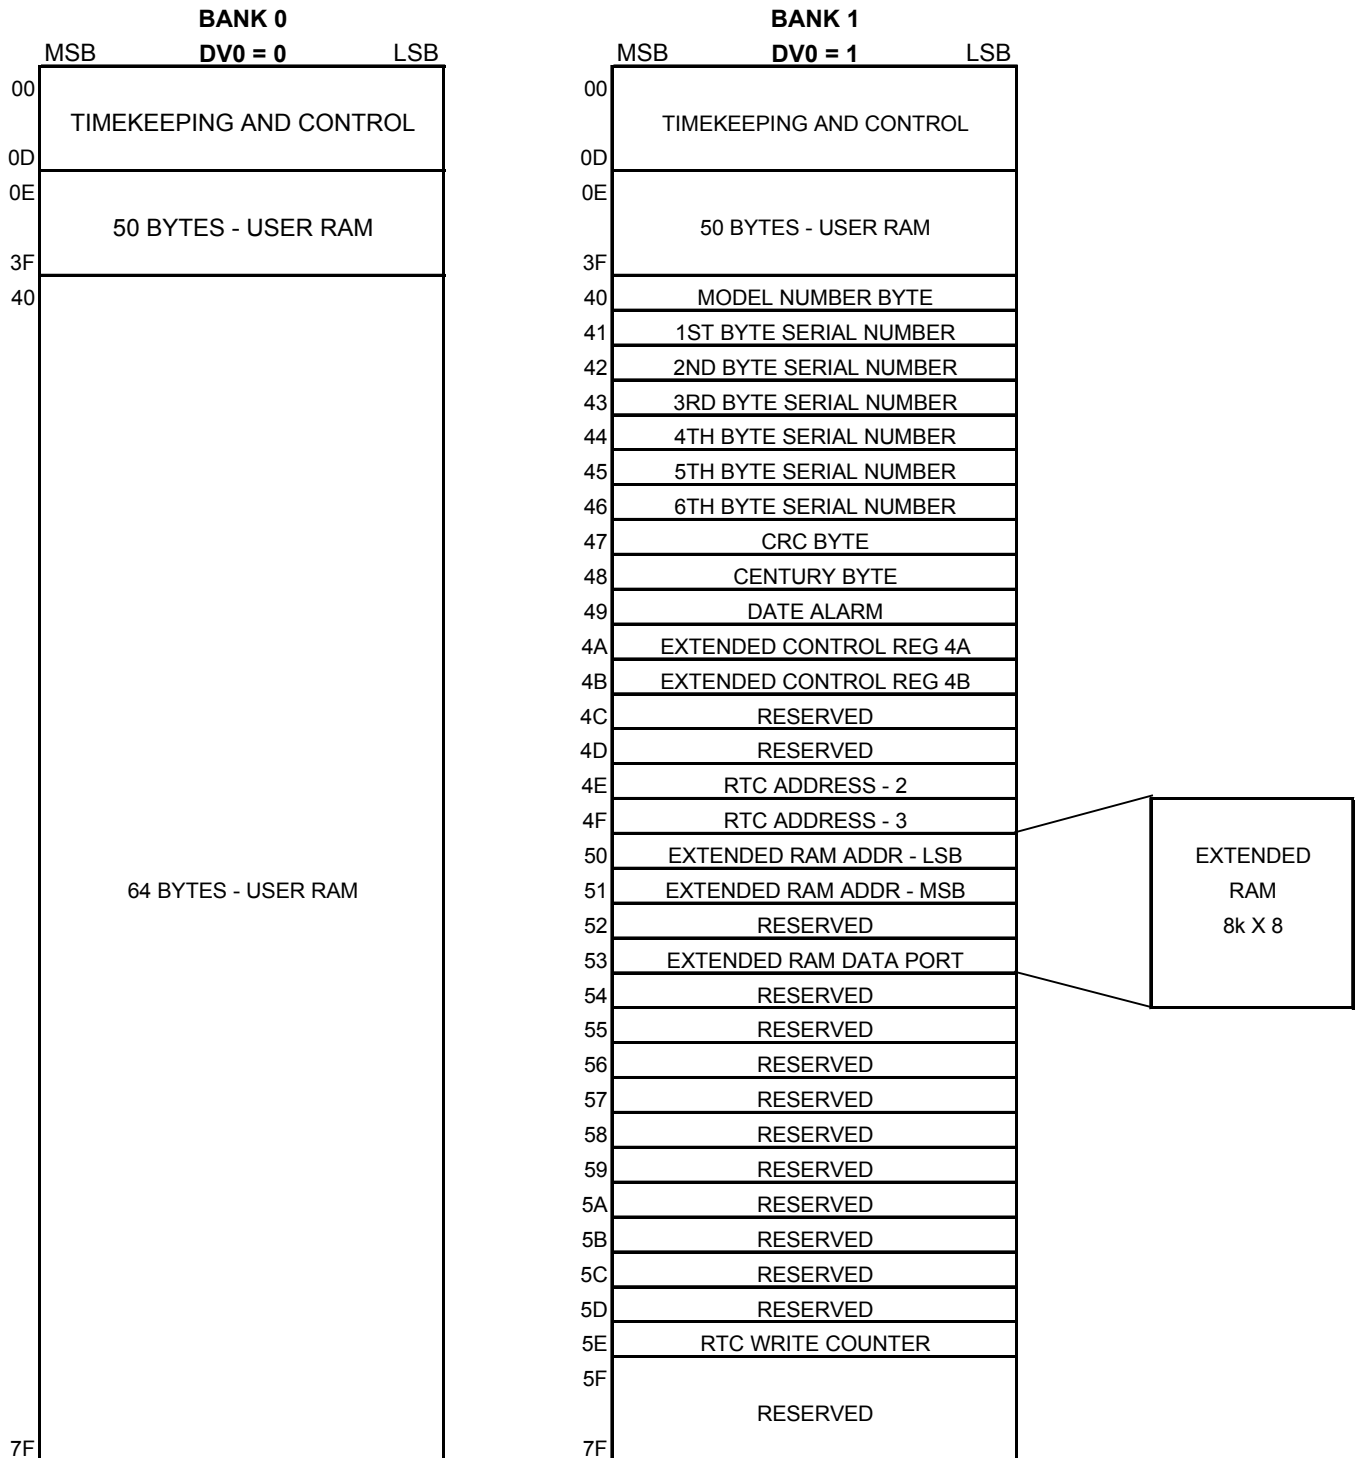 BANK 0
MSB DV0 = 0 LSB
00
TIMEKEEPING AND CONTROL
0D
0E
50 BYTES - USER RAM
3F
40
64 BYTES - USER RAM
7F
BANK 1
MSB DV0 = 1 LSB
00
TIMEKEEPING AND CONTROL
0D
0E
50 BYTES - USER RAM
3F
40 MODEL NUMBER BYTE
41 1ST BYTE SERIAL NUMBER
42 2ND BYTE SERIAL NUMBER
43 3RD BYTE SERIAL NUMBER
44 4TH BYTE SERIAL NUMBER
45 5TH BYTE SERIAL NUMBER
46 6TH BYTE SERIAL NUMBER
47 CRC BYTE
48 CENTURY BYTE
49 DATE ALARM
4A EXTENDED CONTROL REG 4A
4B EXTENDED CONTROL REG 4B
4C RESERVED
4D RESERVED
4E RTC ADDRESS - 2
4F RTC ADDRESS - 3
50 EXTENDED RAM ADDR - LSB
51 EXTENDED RAM ADDR - MSB
52 RESERVED
53 EXTENDED RAM DATA PORT
54 RESERVED
55 RESERVED
56 RESERVED
57 RESERVED
58 RESERVED
59 RESERVED
5A RESERVED
5B RESERVED
5C RESERVED
5D RESERVED
5E RTC WRITE COUNTER
5F
RESERVED
7F
EXTENDED
RAM
8k X 8